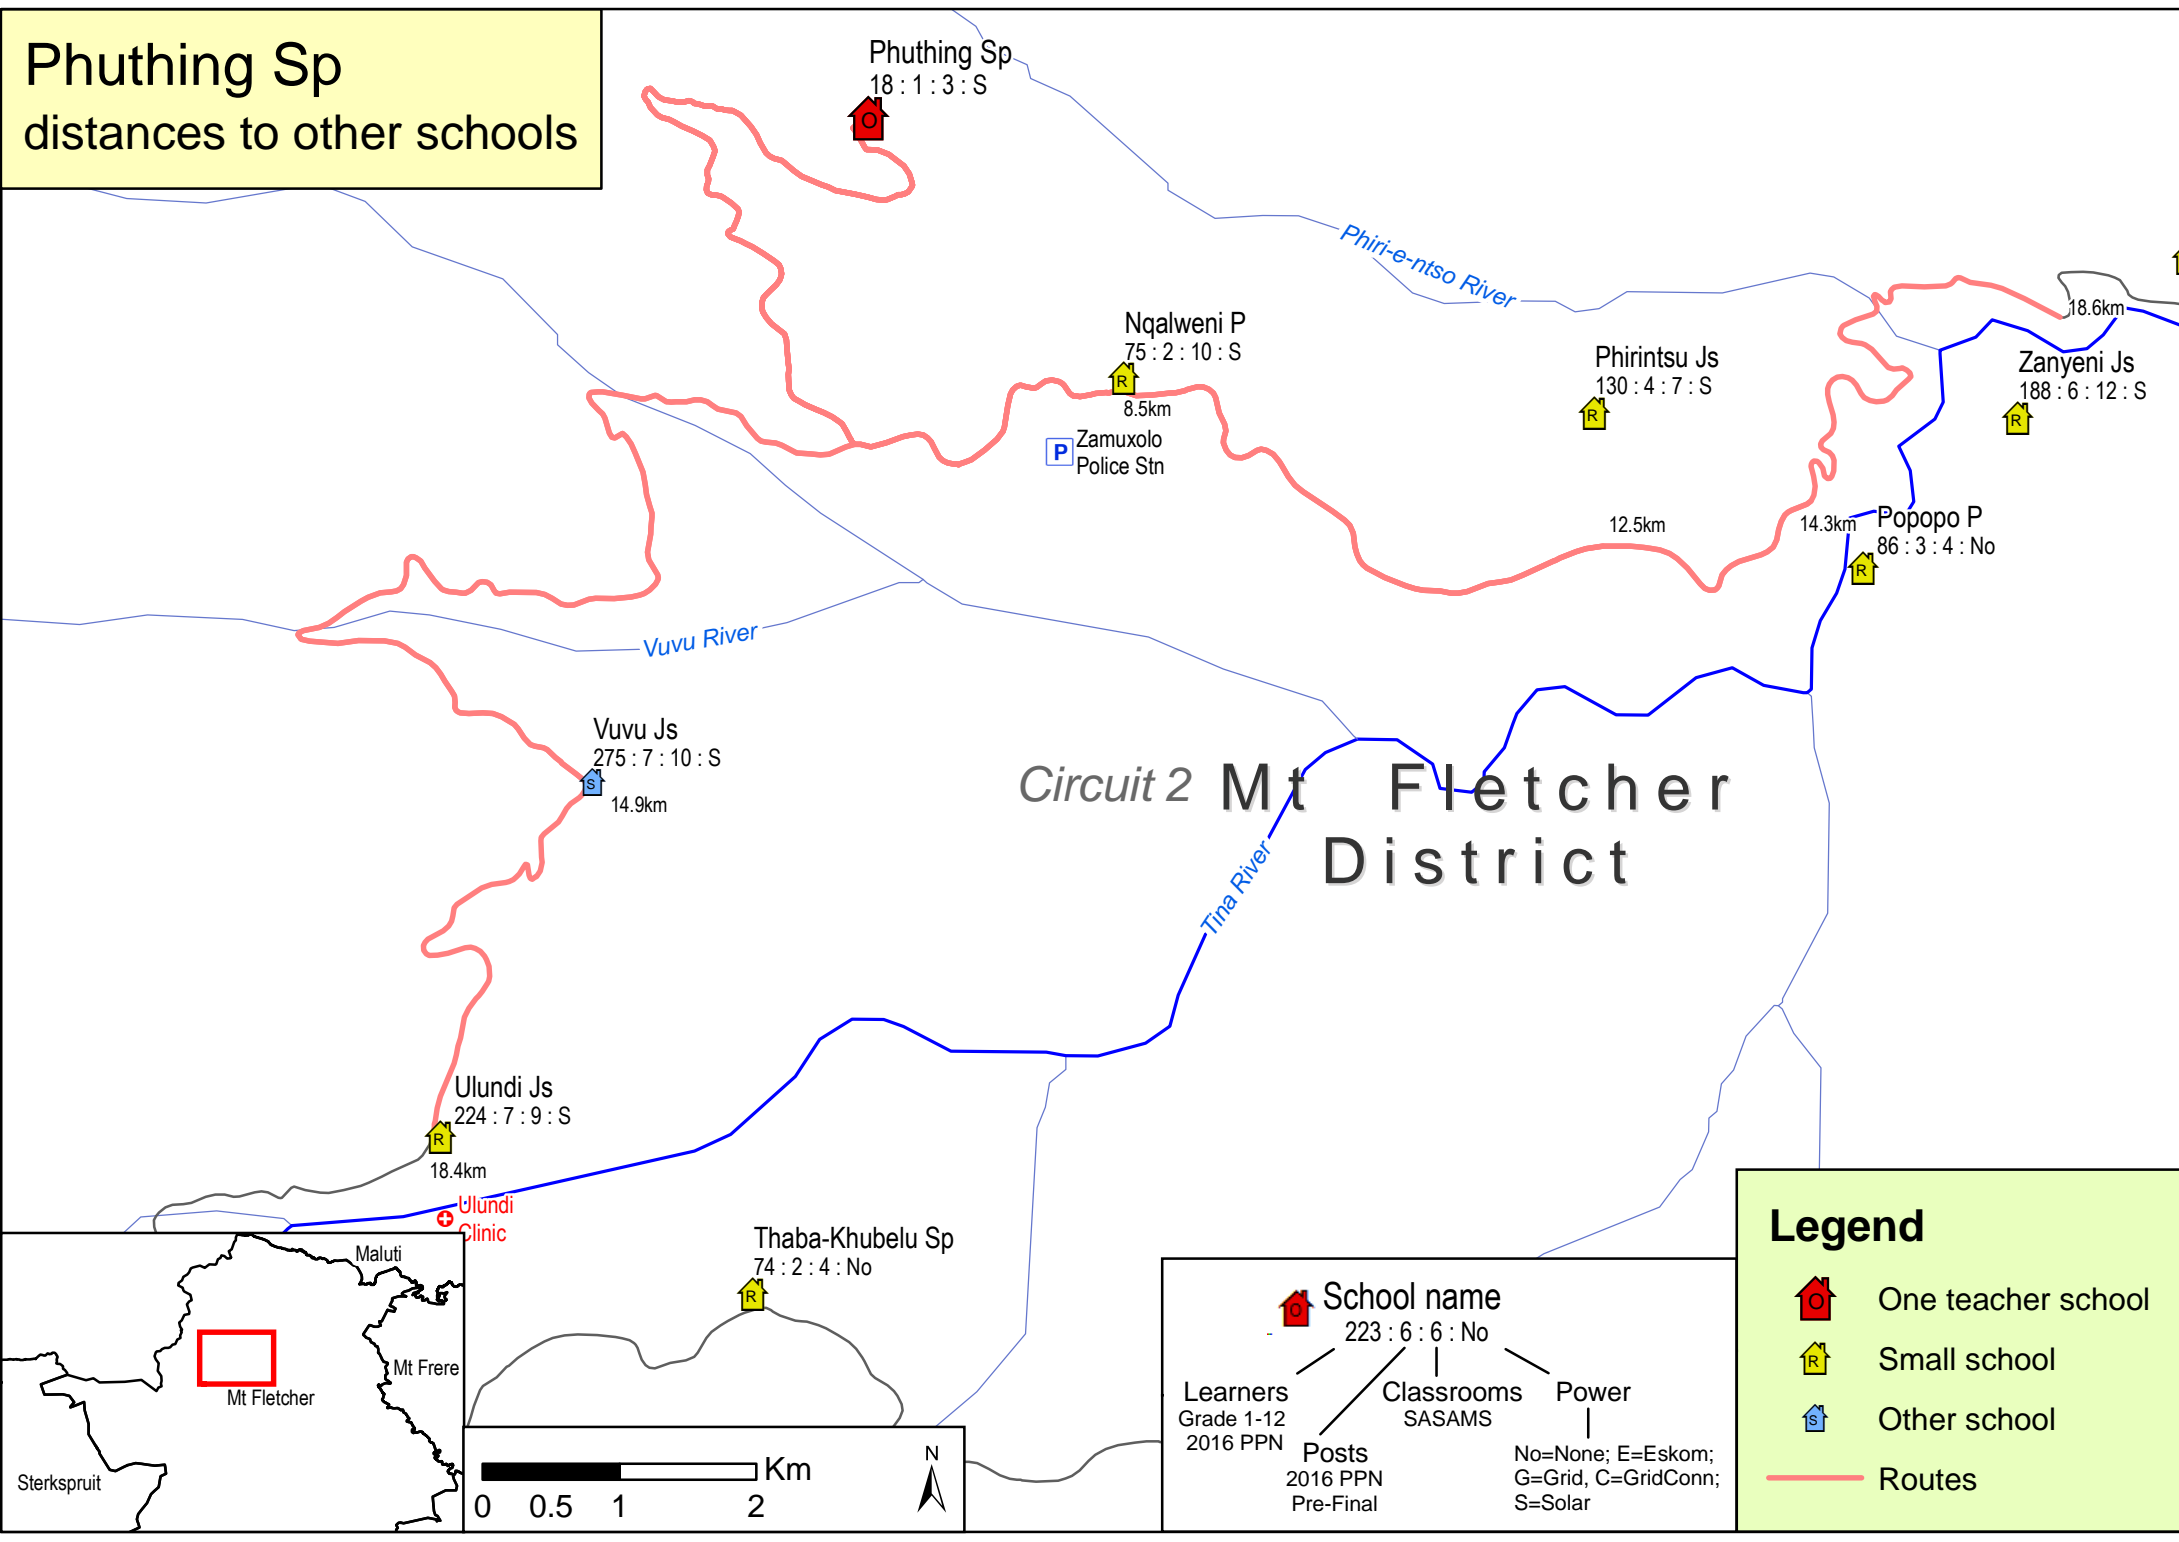 Phuthing Sp
distances to other schools
Phuthing Sp
18 : 1 : 3 : S
O
Phiri-e-ntso River
Nqalweni P
75 : 2 : 10 : S
R
8.5km
P
Zamuxolo
Police Stn
Phirintsu Js
130 : 4 : 7 : S
R
12.5km
18.6km
Zanyeni Js
188 : 6 : 12 : S
R
14.3km
Popopo P
86 : 3 : 4 : No
R
Vuvu River
Vuvu Js
275 : 7 : 10 : S
S
14.9km
Circuit 2
Mt Fletcher
District
Tina River
Ulundi Js
224 : 7 : 9 : S
R
18.4km
Ulundi
Clinic
Thaba-Khubelu Sp
74 : 2 : 4 : No
R
Maluti
Mt Frere
Mt Fletcher
Sterkspruit
Km
0 0.5 1 2
N
O
School name
223 : 6 : 6 : No
Learners
Grade 1-12
2016 PPN
Posts
2016 PPN
Pre-Final
Classrooms
SASAMS
Power
No=None; E=Eskom;
G=Grid, C=GridConn;
S=Solar
Legend
O One teacher school
R Small school
S Other school
Routes